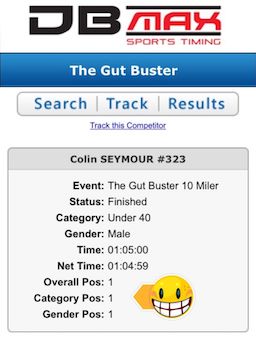 DB MAX
SPORTS TIMING
The Gut Buster
Search | Track | Results
Track this Competitor
Colin SEYMOUR #323
Event: The Gut Buster 10 Miler
Status: Finished
Category: Under 40
Gender: Male
Time: 01:05:00
Net Time: 01:04:59
Overall Pos: 1
Category Pos: 1
Gender Pos: 1